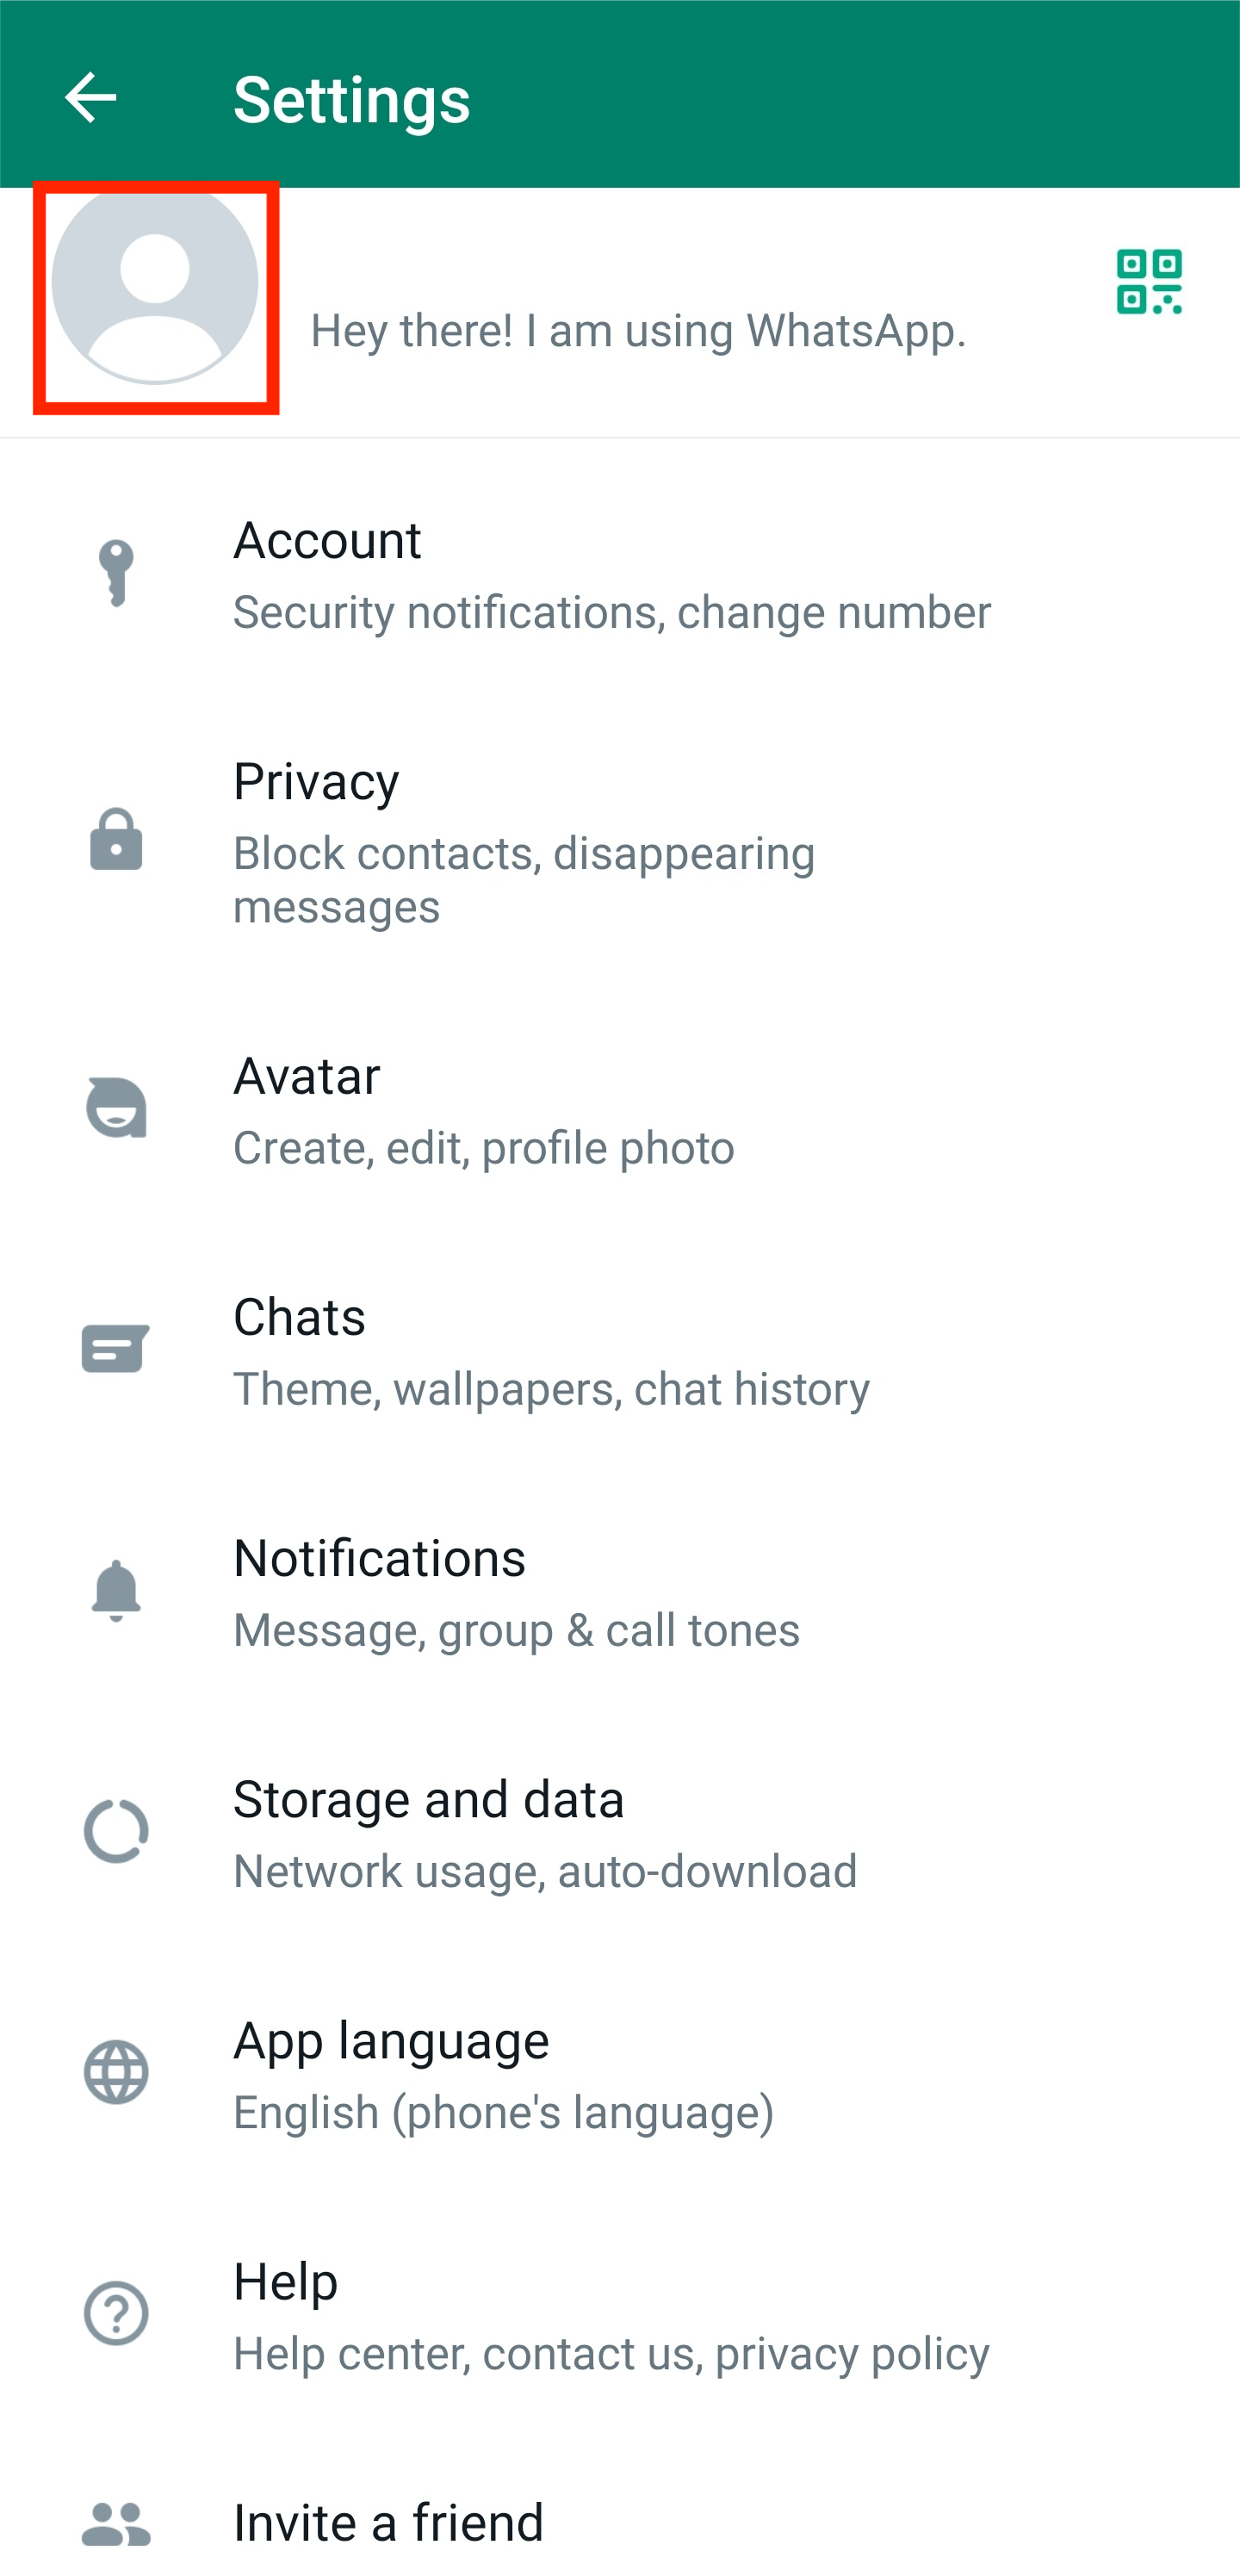 Settings
Hey there! I am using WhatsApp.
Account
Security notifications, change number
Privacy
Block contacts, disappearing
messages
Avatar
Create, edit, profile photo
Chats
Theme, wallpapers, chat history
Notifications
Message, group & call tones
Storage and data
Network usage, auto-download
App language
English (phone's language)
Help
Help center, contact us, privacy policy
Invite a friend